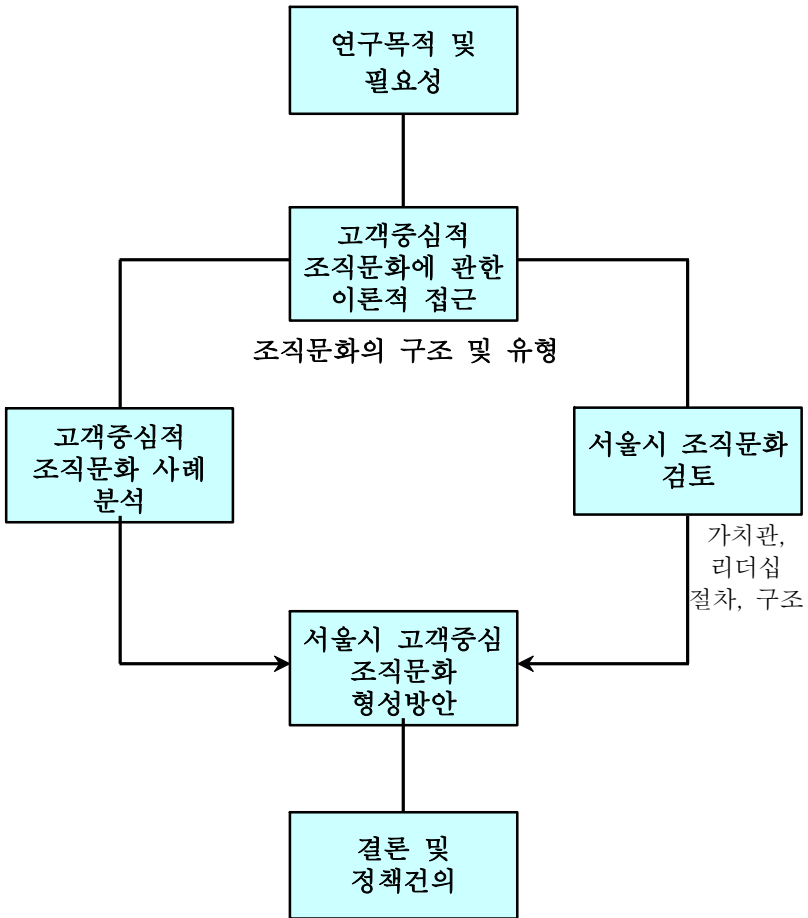 연구목적 및
필요성
고객중심적
조직문화에 관한
이론적 접근
조직문화의 구조 및 유형
고객중심적
조직문화 사례
분석
서울시 조직문화
검토
가치관,
리더십
절차, 구조
서울시 고객중심
조직문화
형성방안
결론 및
정책건의